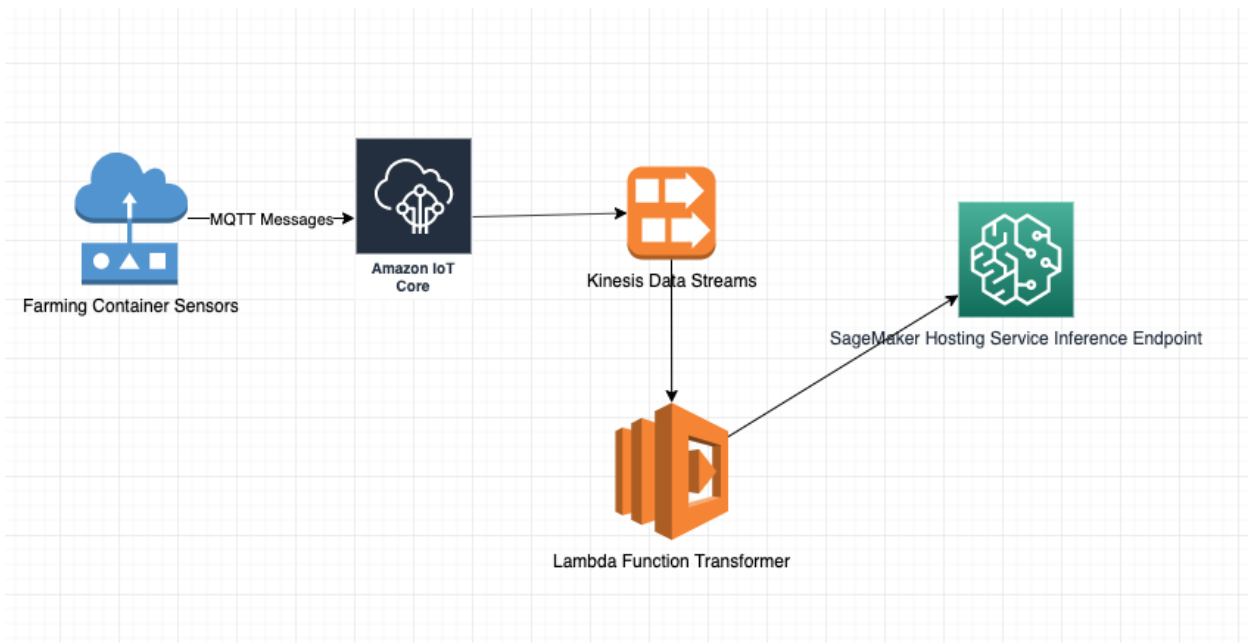 MQTT Messages
Amazon IoT
Core
Farming Container Sensors
Kinesis Data Streams
SageMaker Hosting Service Inference Endpoint
Lambda Function Transformer